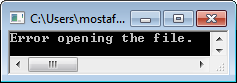 C:\Users\mostaf...
Error opening the file.